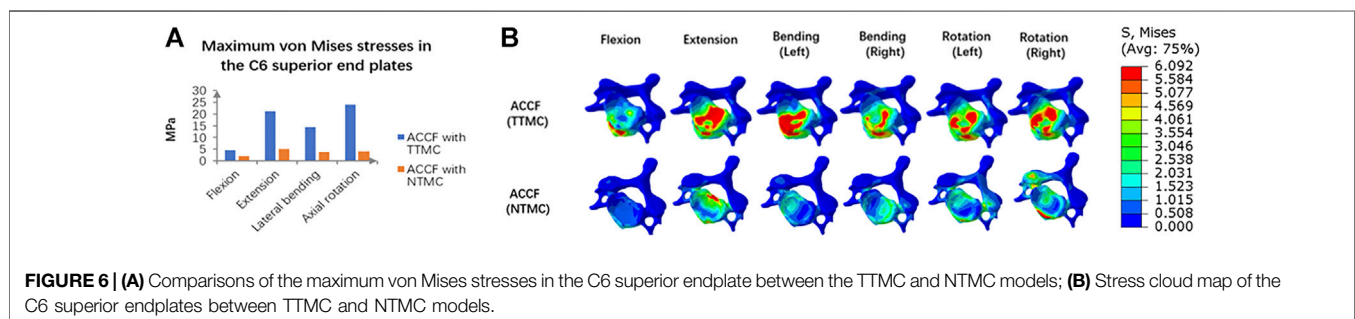 A
Maximum von Mises stresses in
the C6 superior end plates
30
25
20
15
10
5
0
MPa
Flexion
Extension
Lateral bending
Axial rotation
ACCF with
TTMC
ACCF with
NTMC
B
Flexion
Extension
Bending
(Left)
Bending
(Right)
Rotation
(Left)
Rotation
(Right)
ACCF
(TTMC)
ACCF
(NTMC)
S, Mises
(Avg: 75%)
6.092
5.584
5.077
4.569
4.061
3.554
3.046
2.538
2.031
1.523
1.015
0.508
0.000
FIGURE 6 | (A) Comparisons of the maximum von Mises stresses in the C6 superior endplate between the TTMC and NTMC models; (B) Stress cloud map of the
C6 superior endplates between TTMC and NTMC models.